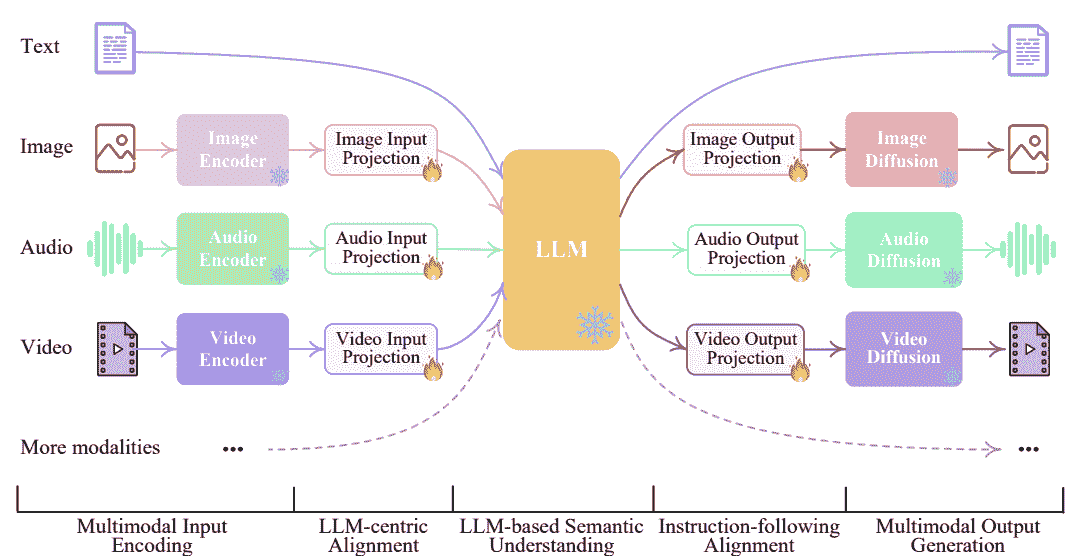 Text
Image
Image
Encoder
Image Input
Projection
Image Output
Projection
Image
Diffusion
Audio
Audio
Encoder
Audio Input
Projection
LLM
Audio Output
Projection
Audio
Diffusion
Video
Video
Encoder
Video Input
Projection
Video Output
Projection
Video
Diffusion
More modalities
...
...
Multimodal Input
Encoding
LLM-centric
Alignment
LLM-based Semantic
Understanding
Instruction-following
Alignment
Multimodal Output
Generation